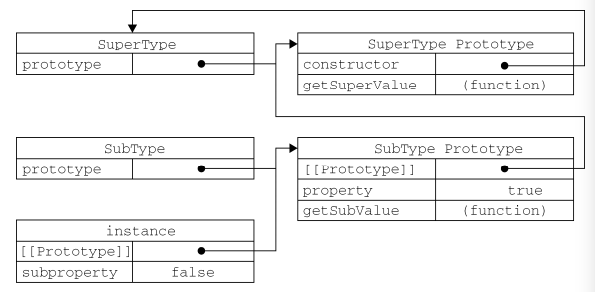 SuperType
prototype
SuperType Prototype
constructor
getSuperValue (function)
SubType
prototype
SubType Prototype
[[Prototype]]
property true
getSubValue (function)
instance
[[Prototype]]
subproperty false